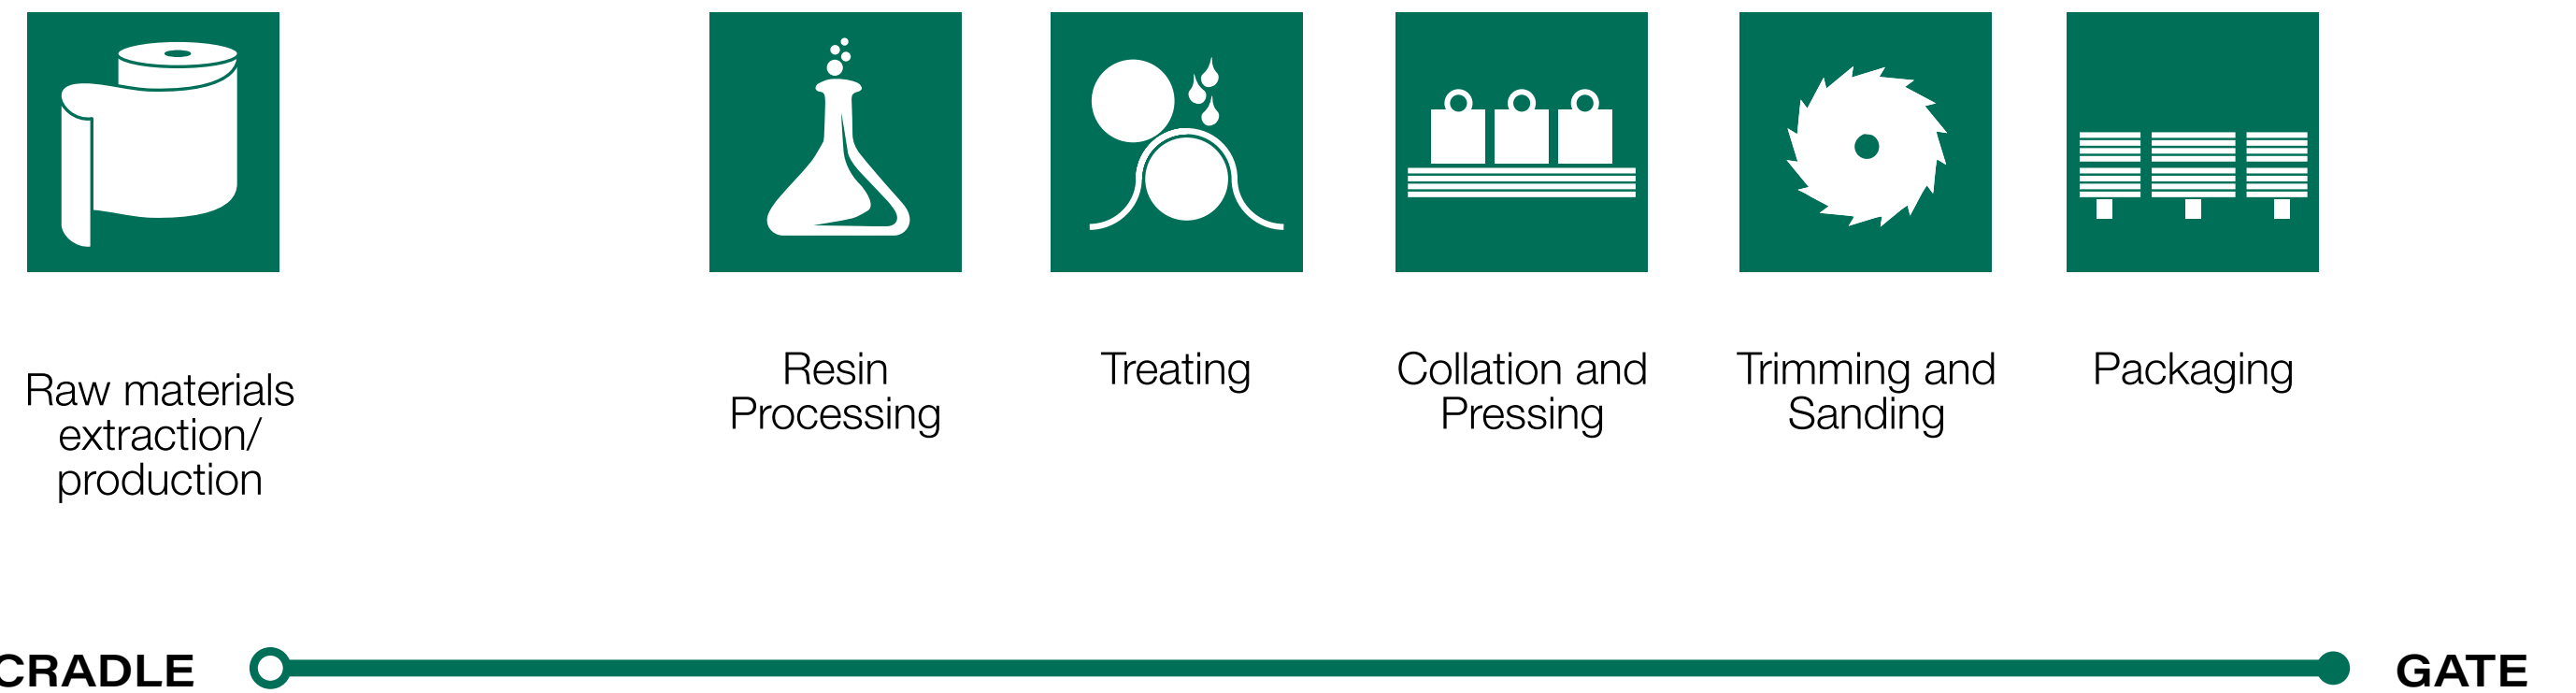 Raw materials
extraction/
production
Resin
Processing
Treating
Collation and
Pressing
Trimming and
Sanding
Packaging
CRADLE
GATE